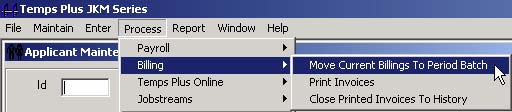 Temps Plus JKM Series
File Maintain Enter Process Report Window Help
Applicant Mainte
Payroll
Billing
Temps Plus Online
Jobstreams
Move Current Billings To Period Batch
Print Invoices
Close Printed Invoices To History
Id